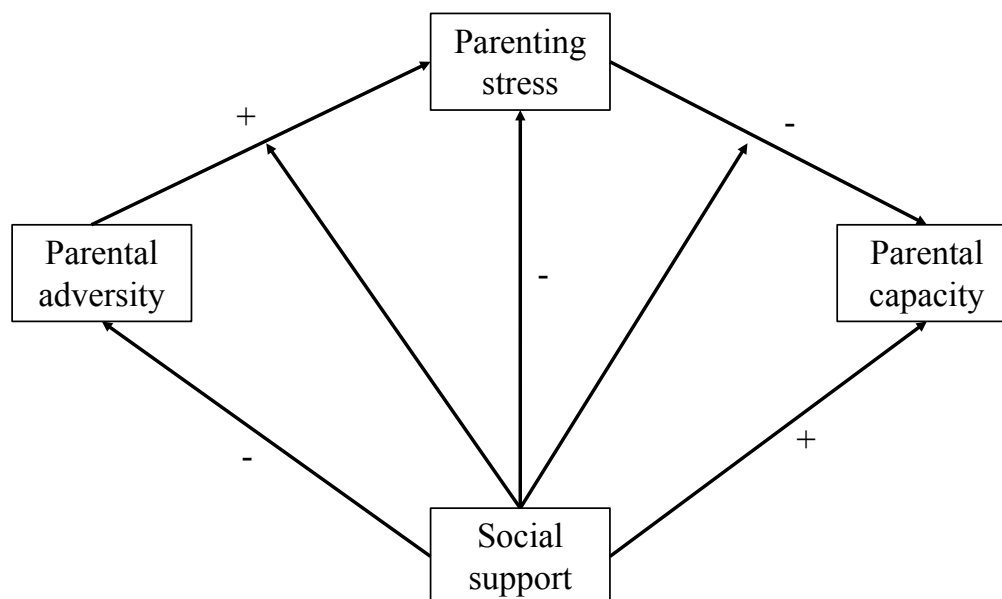 Parenting
stress
+
-
Parental
adversity
-
Parental
capacity
-
+
Social
support